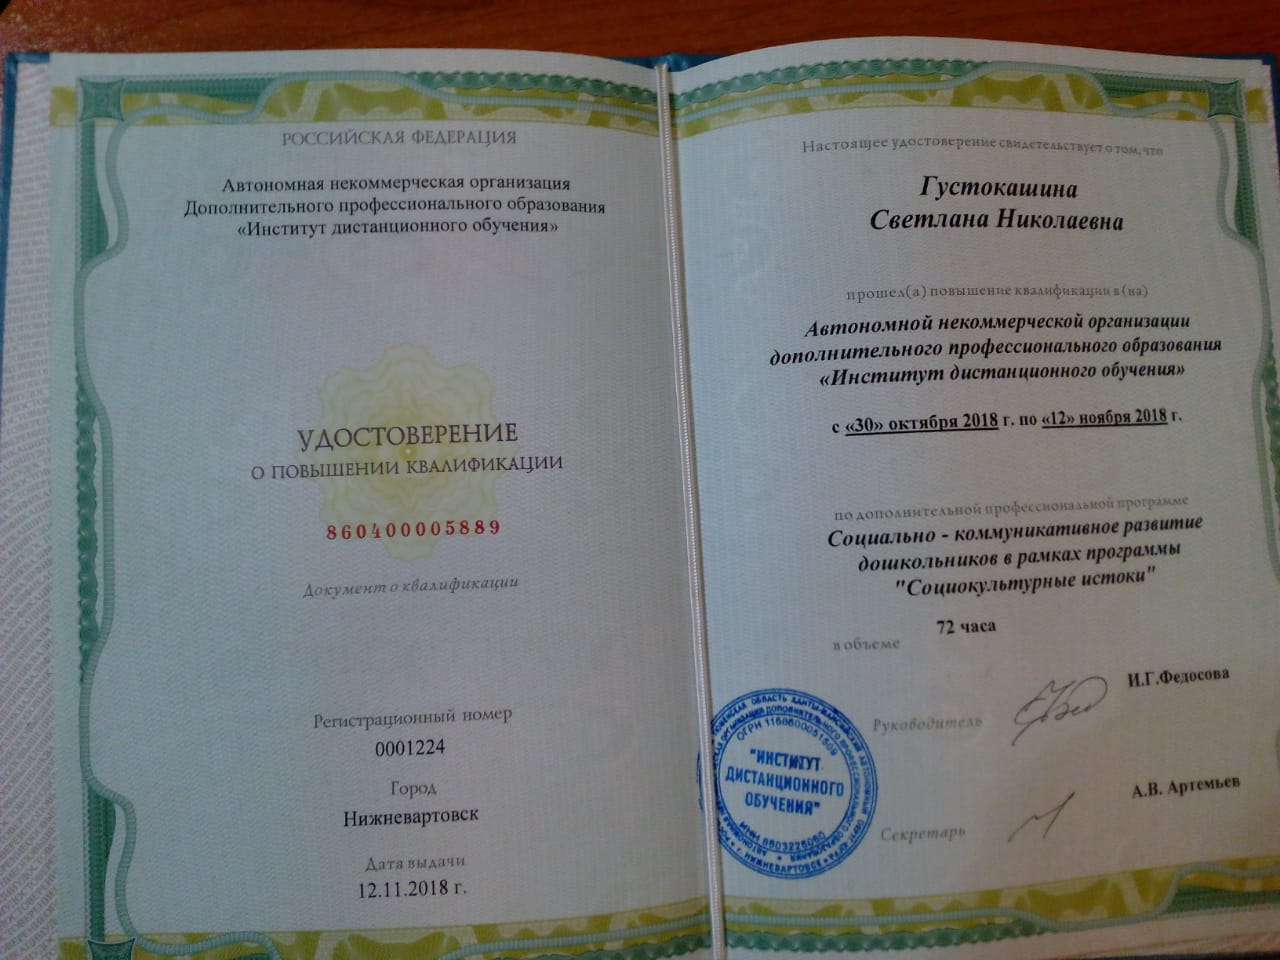 РОССИЙСКАЯ ФЕДЕРАЦИЯ
Автономная некоммерческая организация
Дополнительного профессионального образования
«Институт дистанционного обучения»
УДОСТОВЕРЕНИЕ
О ПОВЫШЕНИИ КВАЛИФИКАЦИИ
860400005889
Документ о квалификации
Регистрационный номер
0001224
Город
Нижневартовск
Дата выдачи
12.11.2018 г.
Настоящее удостоверение свидетельствует о том, что
Густокашина
Светлана Николаевна
прошел(а) повышение квалификации в (на)
Автономной некоммерческой организации
дополнительного профессионального образования
«Институт дистанционного обучения»
с «30» октября 2018 г. по «12» ноября 2018 г.
по дополнительной профессиональной программе
Социально - коммуникативное развитие
дошкольников в рамках программы
"Социокультурные истоки"
72 часа
в объеме
И.Г.Федосова
Руководитель
А.В. Артемьев
Секретарь
"ИНСТИТУТ
ДИСТАНЦИОННОГО
ОБУЧЕНИЯ"